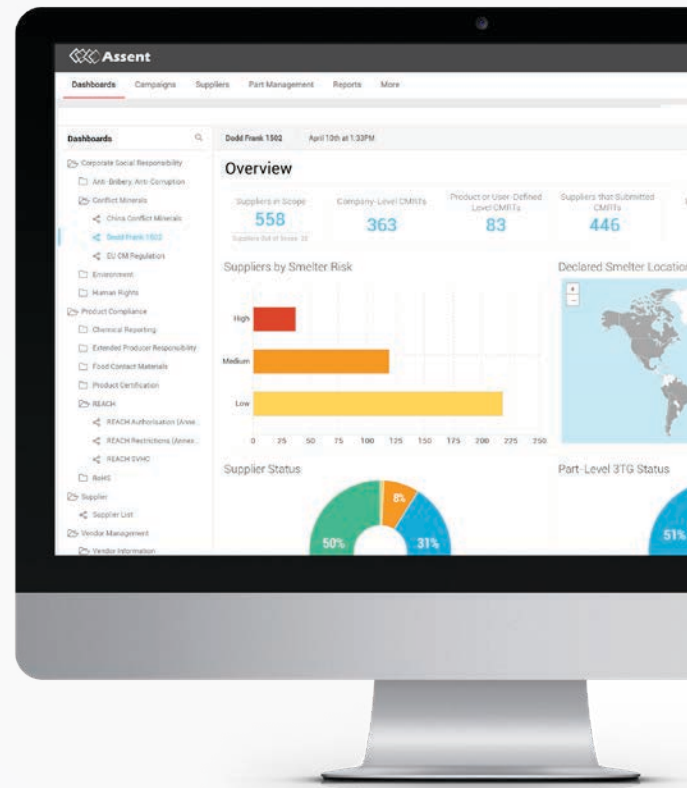 Assent
Dashboards Campaigns Suppliers Part Management Reports More
Dashboards
Corporate Social Responsibility
Anti-Bribery, Anti-Corruption
Conflict Minerals
China Conflict Minerals
Dodd Frank 1502
EU CM Regulation
Environment
Human Rights
Product Compliance
Chemical Reporting
Extended Producer Responsibility
Food Contact Materials
Product Certification
REACH
REACH Authorisation (Anne...
REACH Restrictions (Annex...
REACH SVHC
RoHS
Supplier
Supplier List
Vendor Management
Vendor Information
Dodd Frank 1502 April 10th at 1:33PM
Overview
Suppliers in Scope
558
Suppliers Out of Scope:
Company-Level CMRTs
363
Product or User-Defined
Level CMRTs
83
Suppliers that Submitted
CMRTs
446
Suppliers by Smelter Risk
High
Medium
Low
0 25 50 75 100 125 150 175 200 225 250
Declared Smelter Location
+
−
Supplier Status
50% 8% 31%
Part-Level 3TG Status
51%